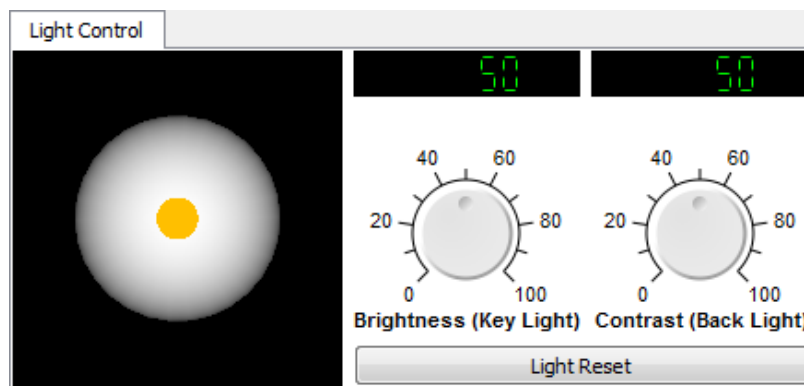 Light Control
50 50
40 60 40 60
20 80 20 80
0 100 0 100
Brightness (Key Light) Contrast (Back Light)
Light Reset